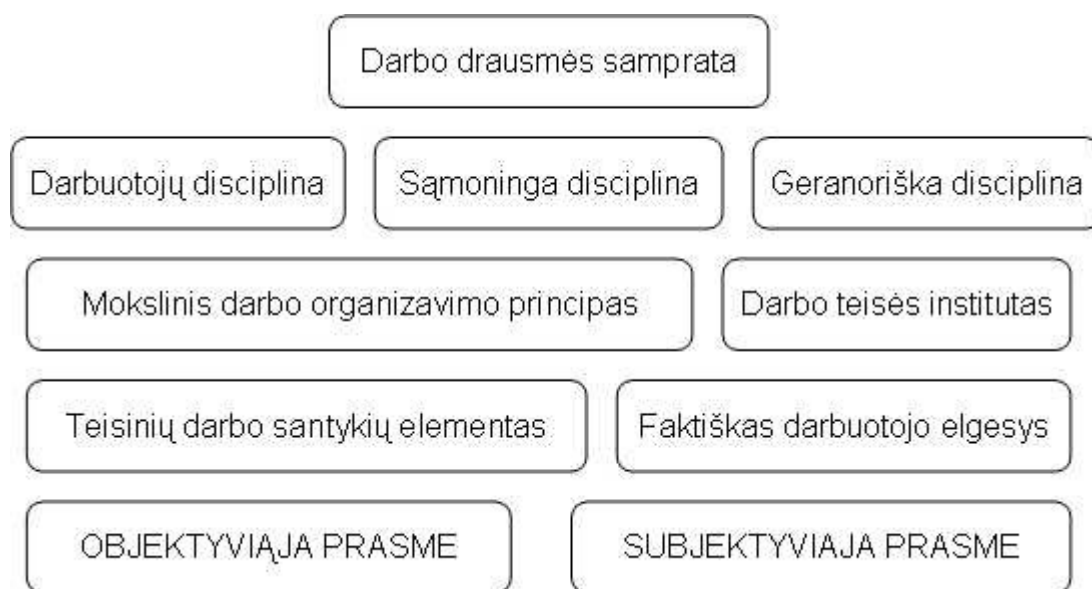 Darbo drausmės samprata
Darbuotojų disciplina
Sąmoninga disciplina
Geranoriška disciplina
Mokslinis darbo organizavimo principas
Darbo teisės institutas
Teisinių darbo santykių elementas
Faktiškas darbuotojo elgesys
OBJEKTYVIĄJA PRASME
SUBJEKTYVIAJA PRASME